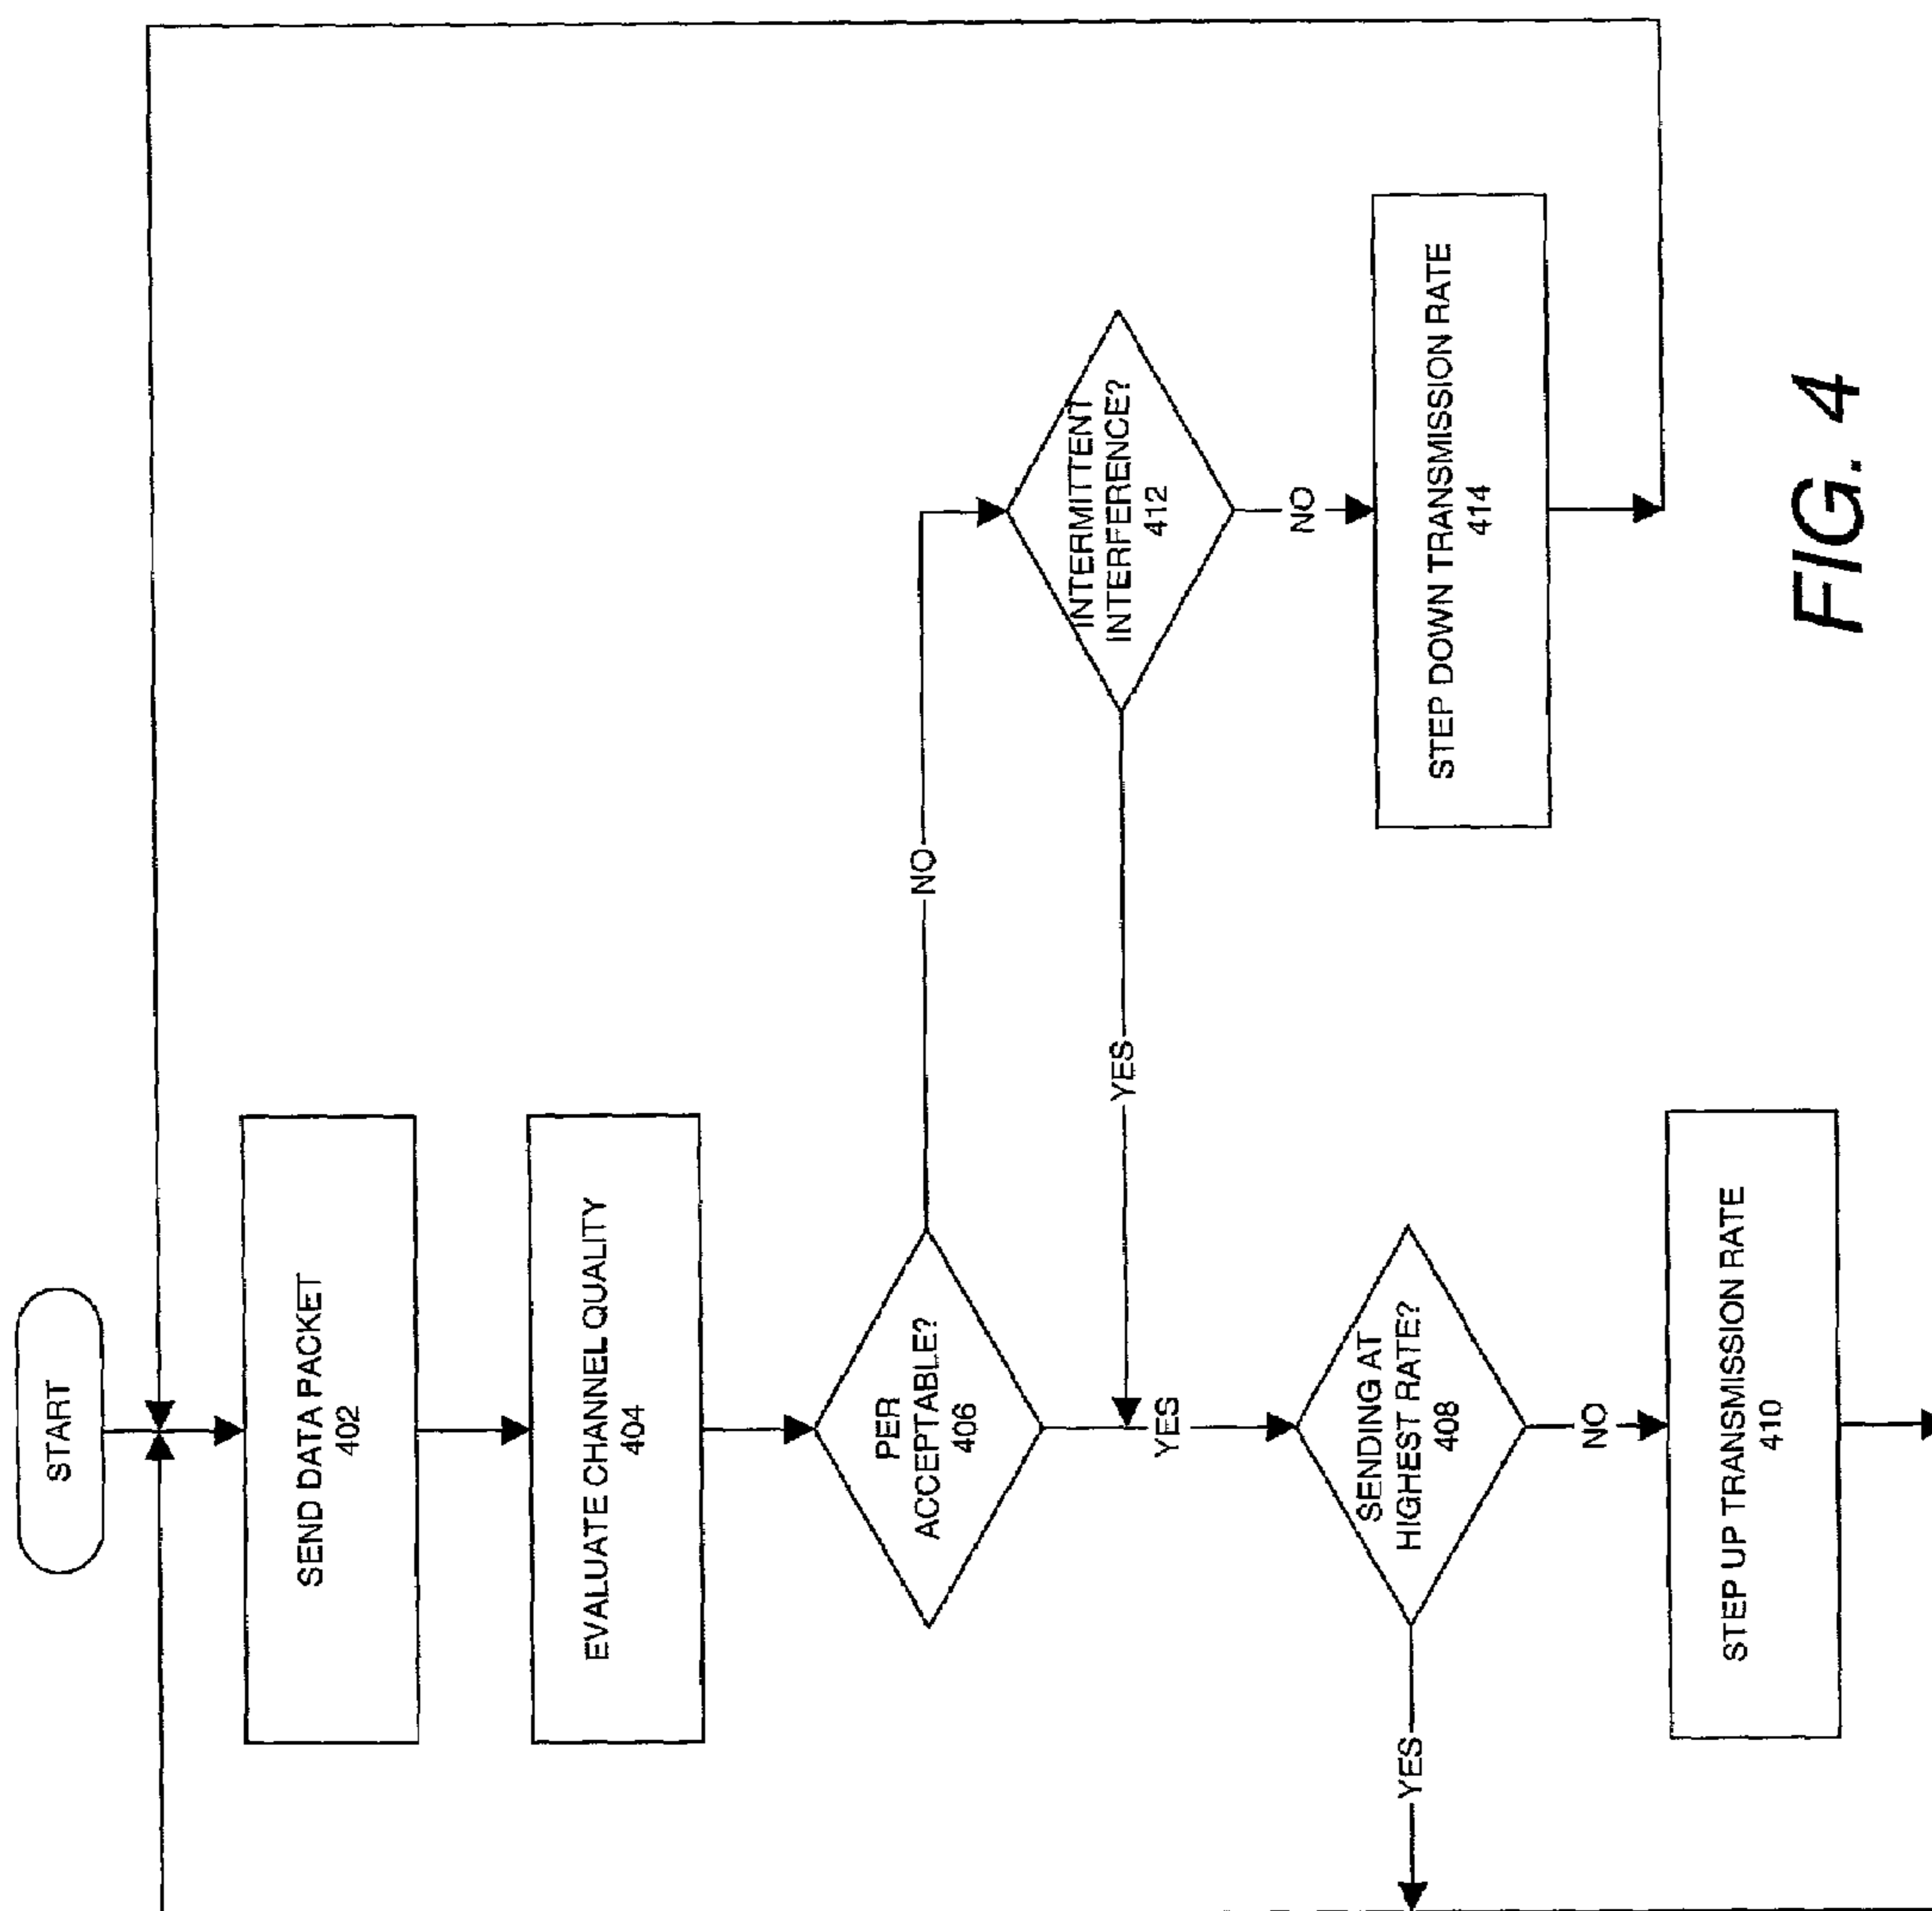 START
SEND DATA PACKET
402
EVALUATE CHANNEL QUALITY
404
PER
ACCEPTABLE?
406
NO
INTERMITTENT
INTERFERENCE?
412
YES
NO
STEP DOWN TRANSMISSION RATE
414
YES
SENDING AT
HIGHEST RATE?
408
YES
NO
STEP UP TRANSMISSION RATE
410
FIG. 4